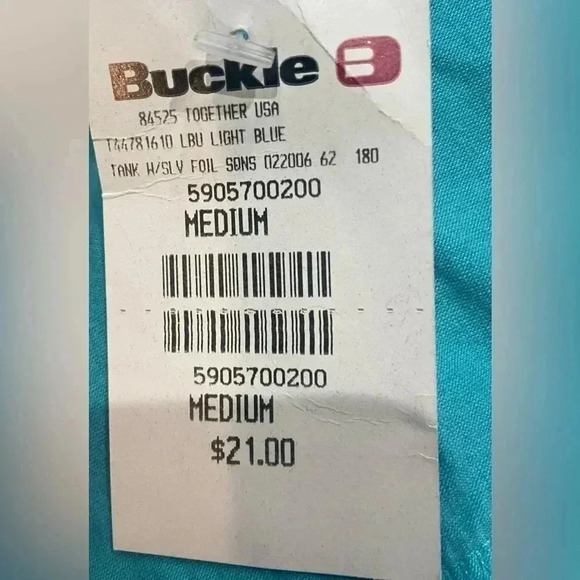 Buckle B
84525 TOGETHER USA
T44781610 LBU LIGHT BLUE
TANK W/SLV FOIL SDNS 022006 62 180
5905700200
MEDIUM
5905700200
MEDIUM
$21.00